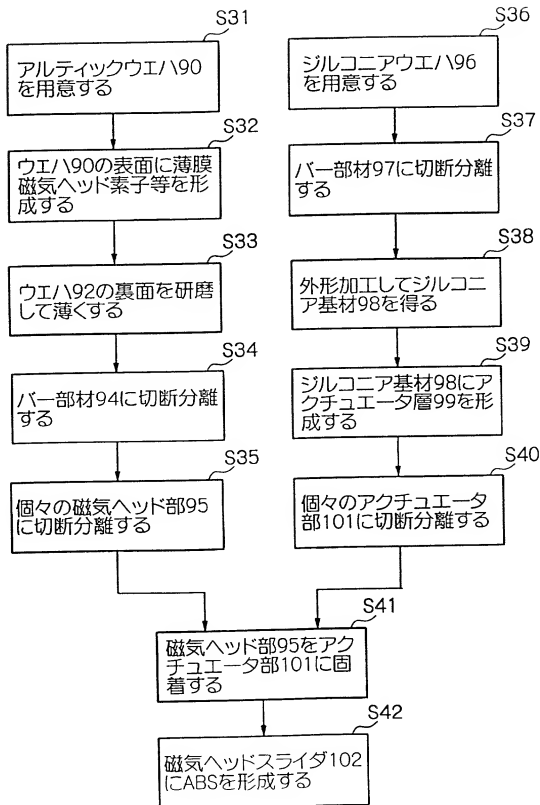 S31
アルティックウエハ90
を用意する
S32
ウエハ90の表面に薄膜
磁気ヘッド素子等を形
成する
S33
ウエハ92の裏面を研磨
して薄くする
S34
バー部材94に切断分離
する
S35
個々の磁気ヘッド部95
に切断分離する
S36
ジルコニアウエハ96
を用意する
S37
バー部材97に切断分離
する
S38
外形加工してジルコニ
ア基材98を得る
S39
ジルコニア基材98にア
クチュエータ層99を形
成する
S40
個々のアクチュエータ
部101に切断分離する
S41
磁気ヘッド部95をアク
チュエータ部101に固
着する
S42
磁気ヘッドスライダ102
にABSを形成する